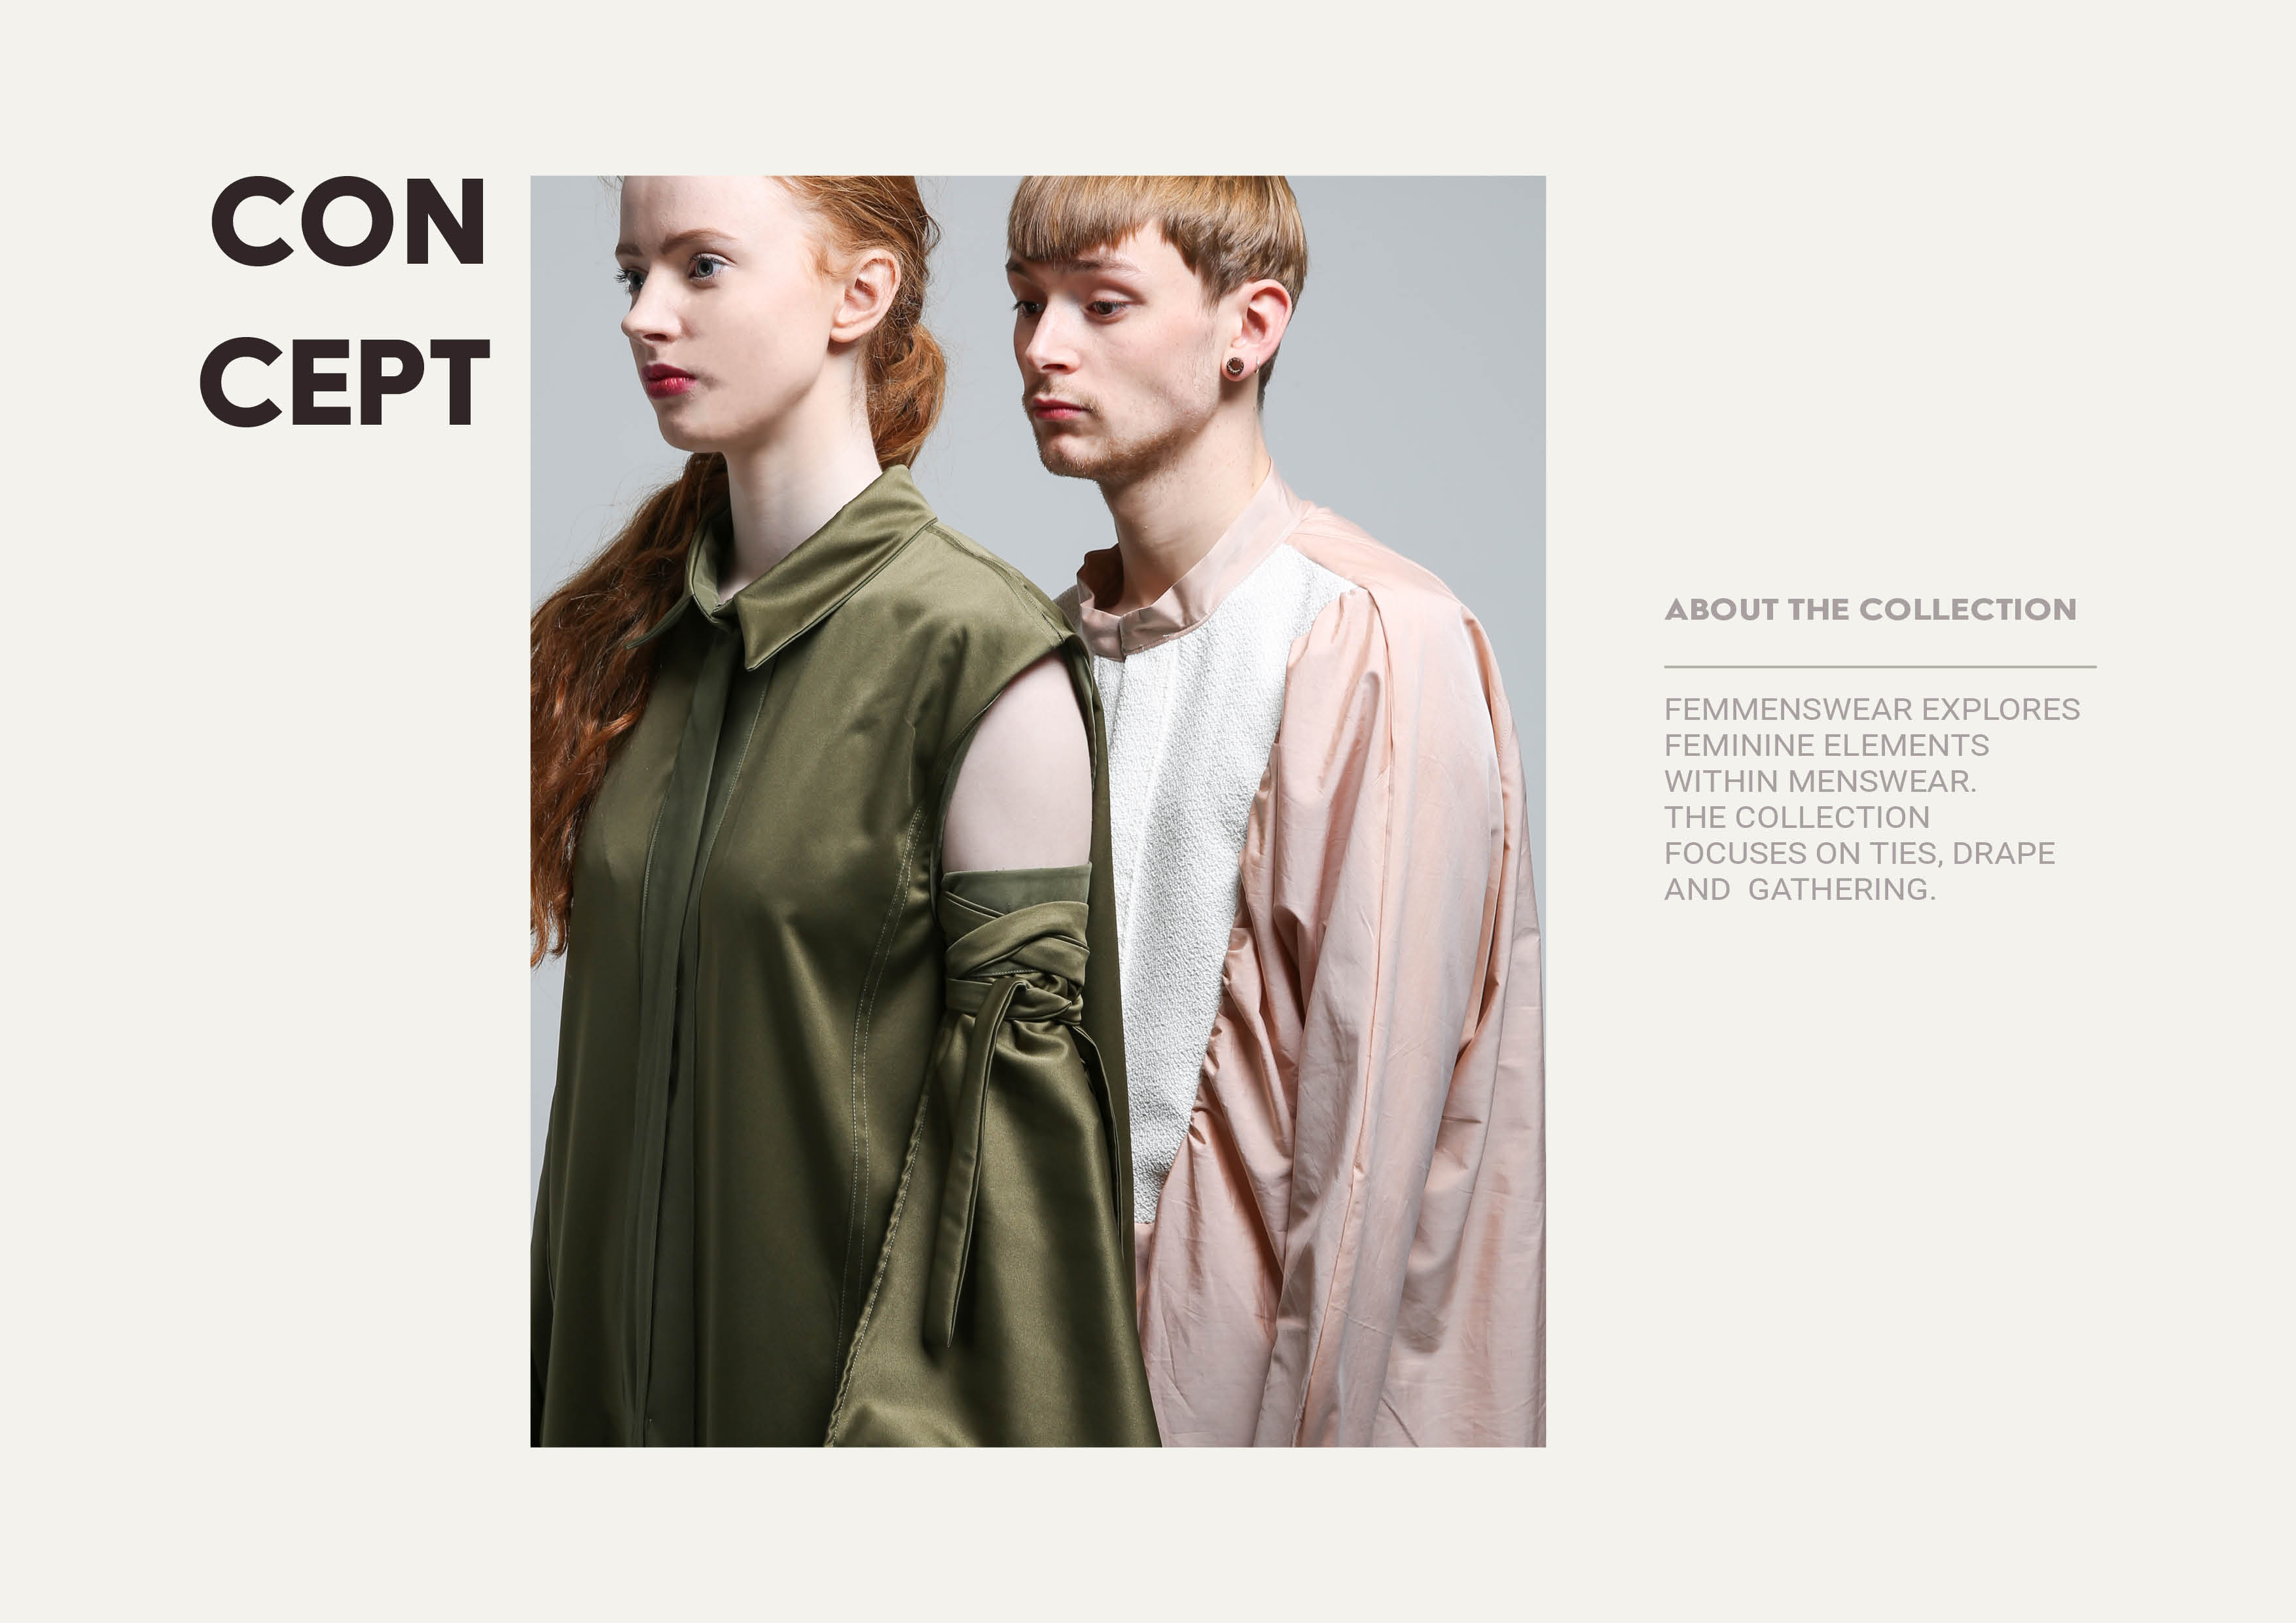 CON
CEPT
ABOUT THE COLLECTION
FEMMENSWEAR EXPLORES
FEMININE ELEMENTS
WITHIN MENSWEAR.
THE COLLECTION
FOCUSES ON TIES, DRAPE
AND  GATHERING.